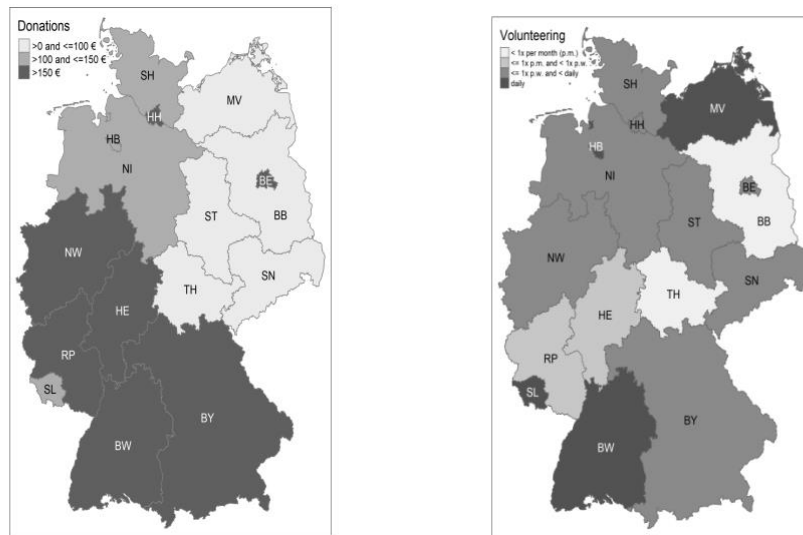 Donations
>0 and <=100 €
>100 and <=150 €
>150 €
SH
MV
HH
HB
NI
BE
BB
ST
NW
SN
TH
HE
RP
SL
BY
BW
Volunteering
< 1x per month (p.m.)
<= 1x p.m. and < 1x p.w.
<= 1x p.w. and < daily
daily
SH
MV
HH
HB
NI
BE
BB
ST
NW
SN
TH
HE
RP
SL
BY
BW